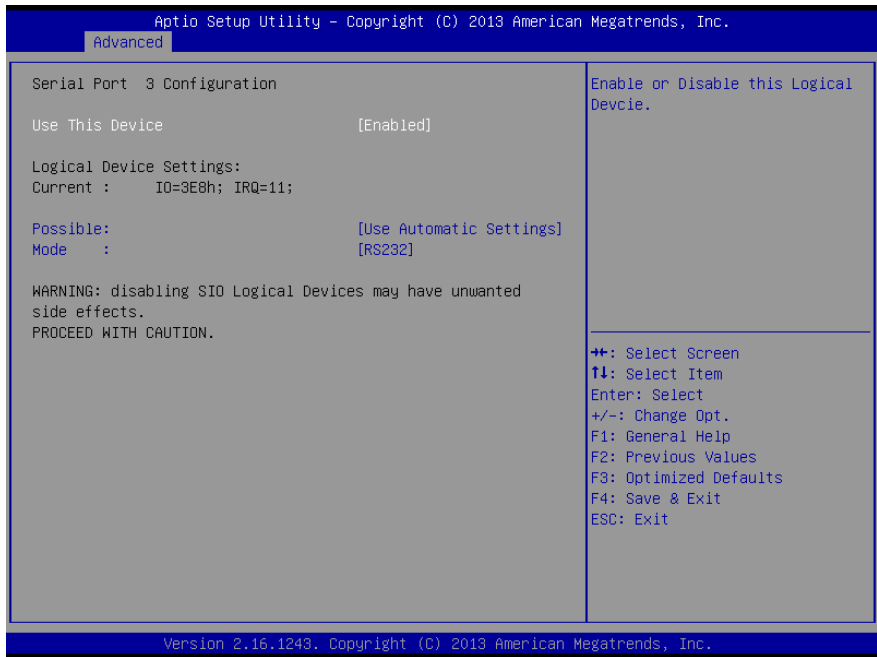 Aptio Setup Utility – Copyright (C) 2013 American Megatrends, Inc.
Advanced
Serial Port 3 Configuration
Use This Device [Enabled]
Logical Device Settings:
Current : IO=3E8h; IRQ=11;
Possible: [Use Automatic Settings]
Mode : [RS232]
WARNING: disabling SIO Logical Devices may have unwanted
side effects.
PROCEED WITH CAUTION.
Enable or Disable this Logical
Devcie.
→←: Select Screen
↑↓: Select Item
Enter: Select
+/-: Change Opt.
F1: General Help
F2: Previous Values
F3: Optimized Defaults
F4: Save & Exit
ESC: Exit
Version 2.16.1243. Copyright (C) 2013 American Megatrends, Inc.